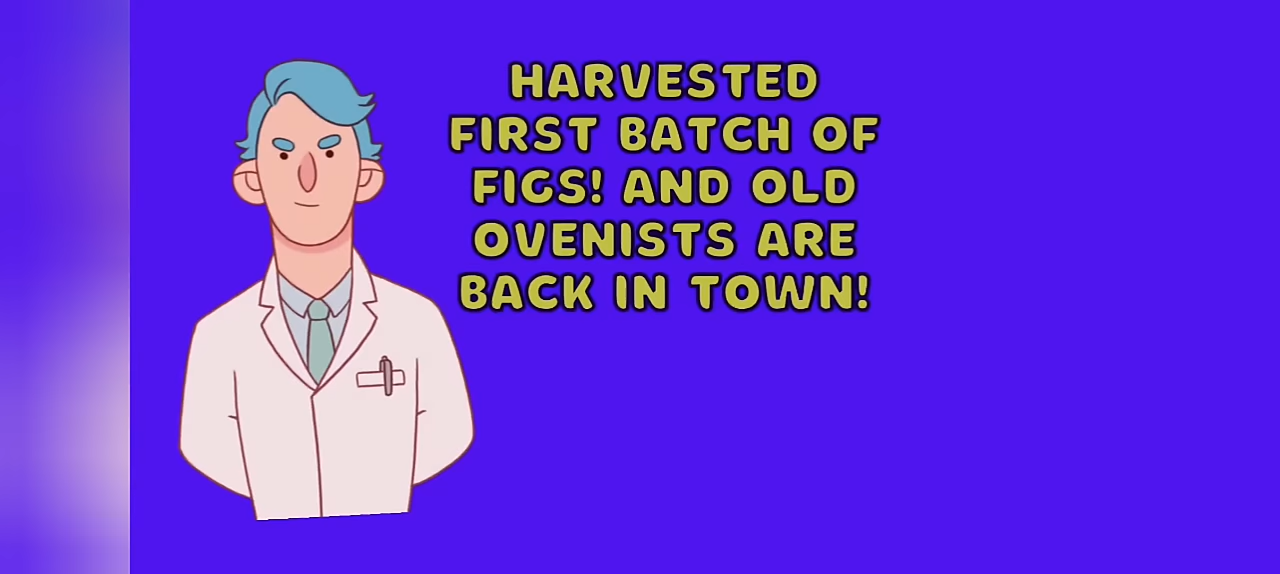 HARVESTED
FIRST BATCH OF
FIGS! AND OLD
OVENISTS ARE
BACK IN TOWN!